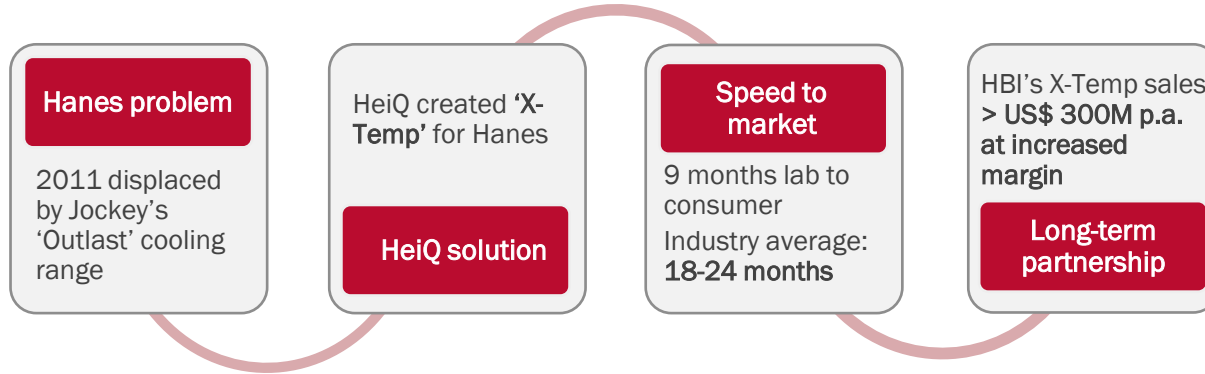 Hanes problem
2011 displaced
by Jockey’s
‘Outlast’ cooling
range
HeiQ created ‘X-
Temp’ for Hanes
HeiQ solution
Speed to
market
9 months lab to
consumer
Industry average:
18-24 months
HBI’s X-Temp sales
> US$ 300M p.a.
at increased
margin
Long-term
partnership